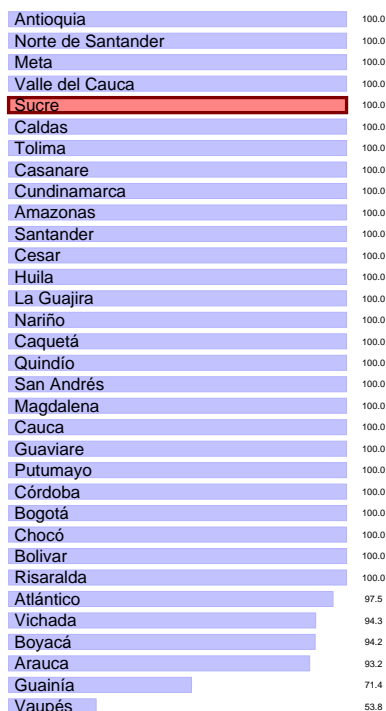 Antioquia 100.0
Norte de Santander 100.0
Meta 100.0
Valle del Cauca 100.0
Sucre 100.0
Caldas 100.0
Tolima 100.0
Casanare 100.0
Cundinamarca 100.0
Amazonas 100.0
Santander 100.0
Cesar 100.0
Huila 100.0
La Guajira 100.0
Nariño 100.0
Caquetá 100.0
Quindío 100.0
San Andrés 100.0
Magdalena 100.0
Cauca 100.0
Guaviare 100.0
Putumayo 100.0
Córdoba 100.0
Bogotá 100.0
Chocó 100.0
Bolivar 100.0
Risaralda 100.0
Atlántico 97.5
Vichada 94.3
Boyacá 94.2
Arauca 93.2
Guainía 71.4
Vaupés 53.8